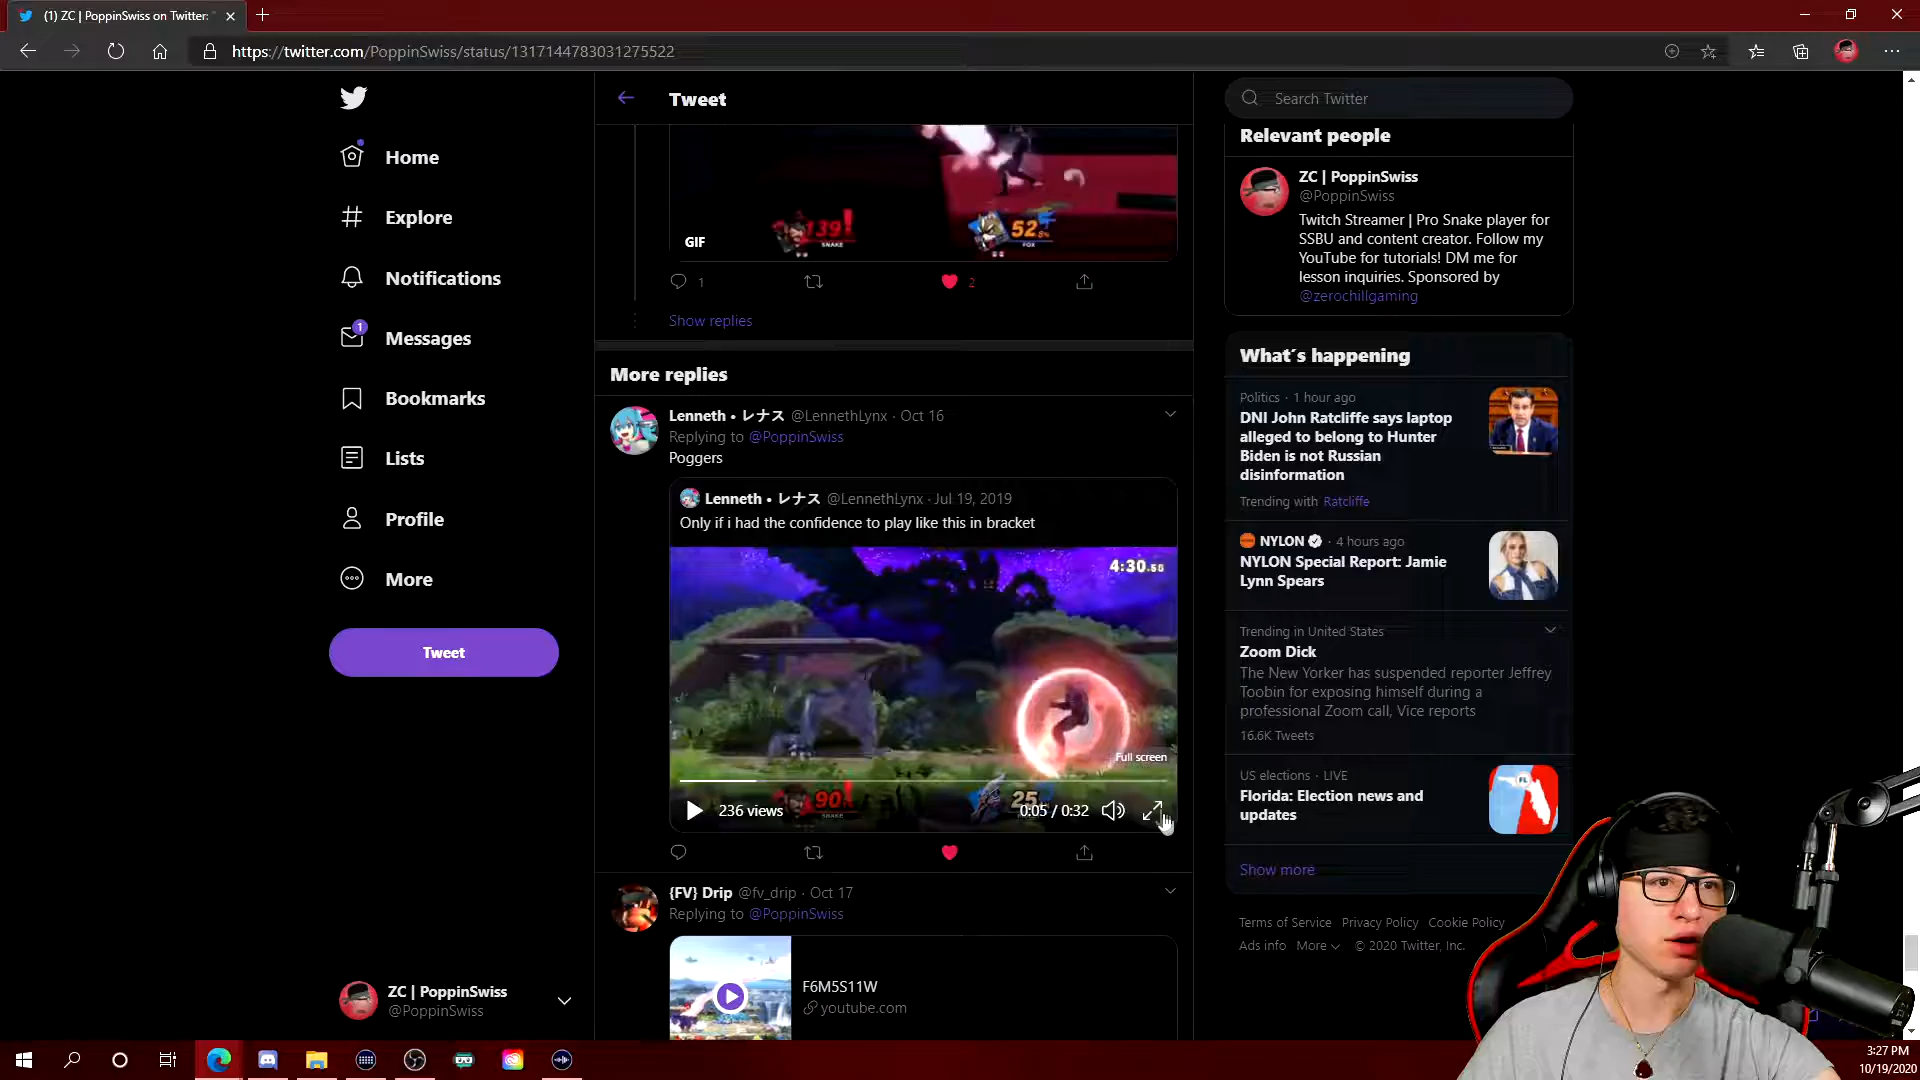 (1) ZC | PoppinSwiss on Twitter: "
https://twitter.com/PoppinSwiss/status/1317144783031275522
Home
Explore
Notifications
1
Messages
Bookmarks
Lists
Profile
More
Tweet
ZC | PoppinSwiss
@PoppinSwiss
Tweet
139!
SNAKE
52
FOX
GIF
1
2
Show replies
More replies
Lenneth • レナス @LennethLynx · Oct 16
Replying to @PoppinSwiss
Poggers
Lenneth • レナス @LennethLynx · Jul 19, 2019
Only if i had the confidence to play like this in bracket
4:30.55
Full screen
90!
SNAKE
25
236 views
0:05 / 0:32
{FV} Drip @fv_drip · Oct 17
Replying to @PoppinSwiss
F6M5S11W
youtube.com
Search Twitter
Relevant people
ZC | PoppinSwiss
@PoppinSwiss
Twitch Streamer | Pro Snake player for
SSBU and content creator. Follow my
YouTube for tutorials! DM me for
lesson inquiries. Sponsored by
@zerochillgaming
What's happening
Politics · 1 hour ago
DNI John Ratcliffe says laptop
alleged to belong to Hunter
Biden is not Russian
disinformation
Trending with Ratcliffe
NYLON · 4 hours ago
NYLON Special Report: Jamie
Lynn Spears
Trending in United States
Zoom Dick
The New Yorker has suspended reporter Jeffrey
Toobin for exposing himself during a
professional Zoom call, Vice reports
16.6K Tweets
US elections · LIVE
Florida: Election news and
updates
Show more
Terms of Service Privacy Policy Cookie Policy
Ads info More © 2020 Twitter, Inc.
3:27 PM
10/19/2020